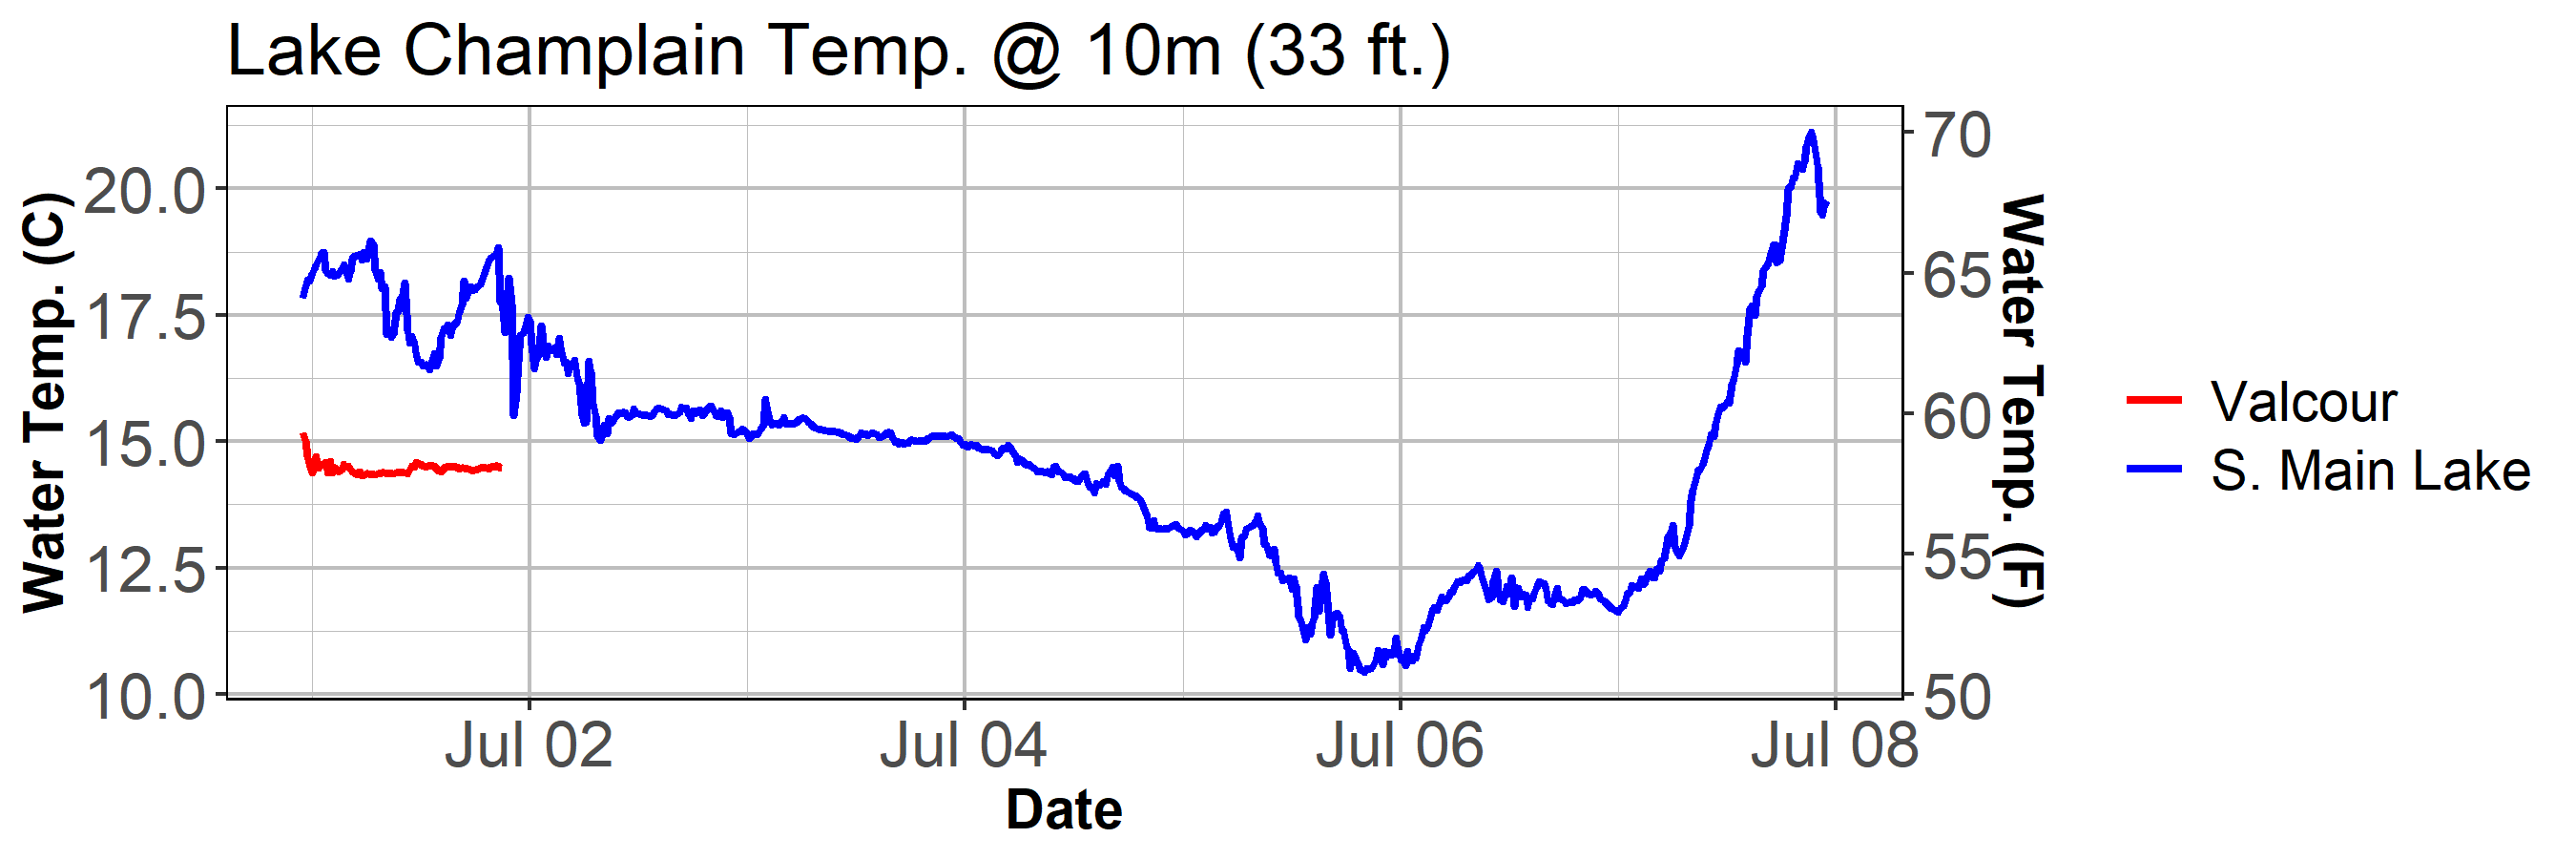 Lake Champlain Temp. @ 10m (33 ft.)
Water Temp. (C)
20.0
17.5
15.0
12.5
10.0
70
65
60
55
50
Water Temp. (F)
Jul 02 Jul 04 Jul 06 Jul 08
Date
Valcour
S. Main Lake